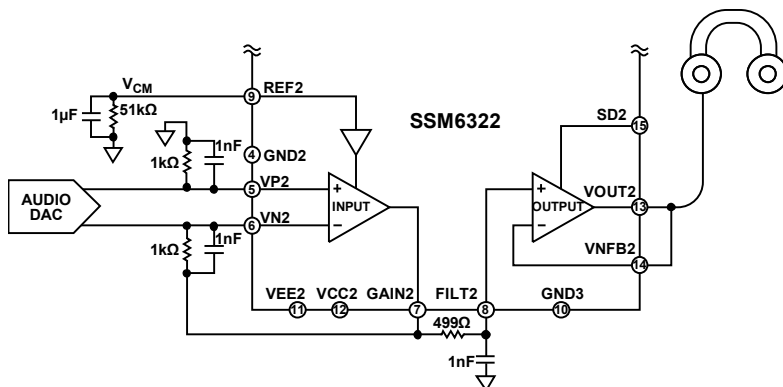 V_CM
REF2
9
1µF
51kΩ
SSM6322
SD2
15
1nF
1kΩ
4
GND2
AUDIO
DAC
5
VP2
+
INPUT
–
+
OUTPUT
–
VOUT2
13
6
VN2
1kΩ
1nF
VNFB2
14
VEE2
VCC2
GAIN2
FILT2
GND3
11
12
7
8
10
499Ω
1nF